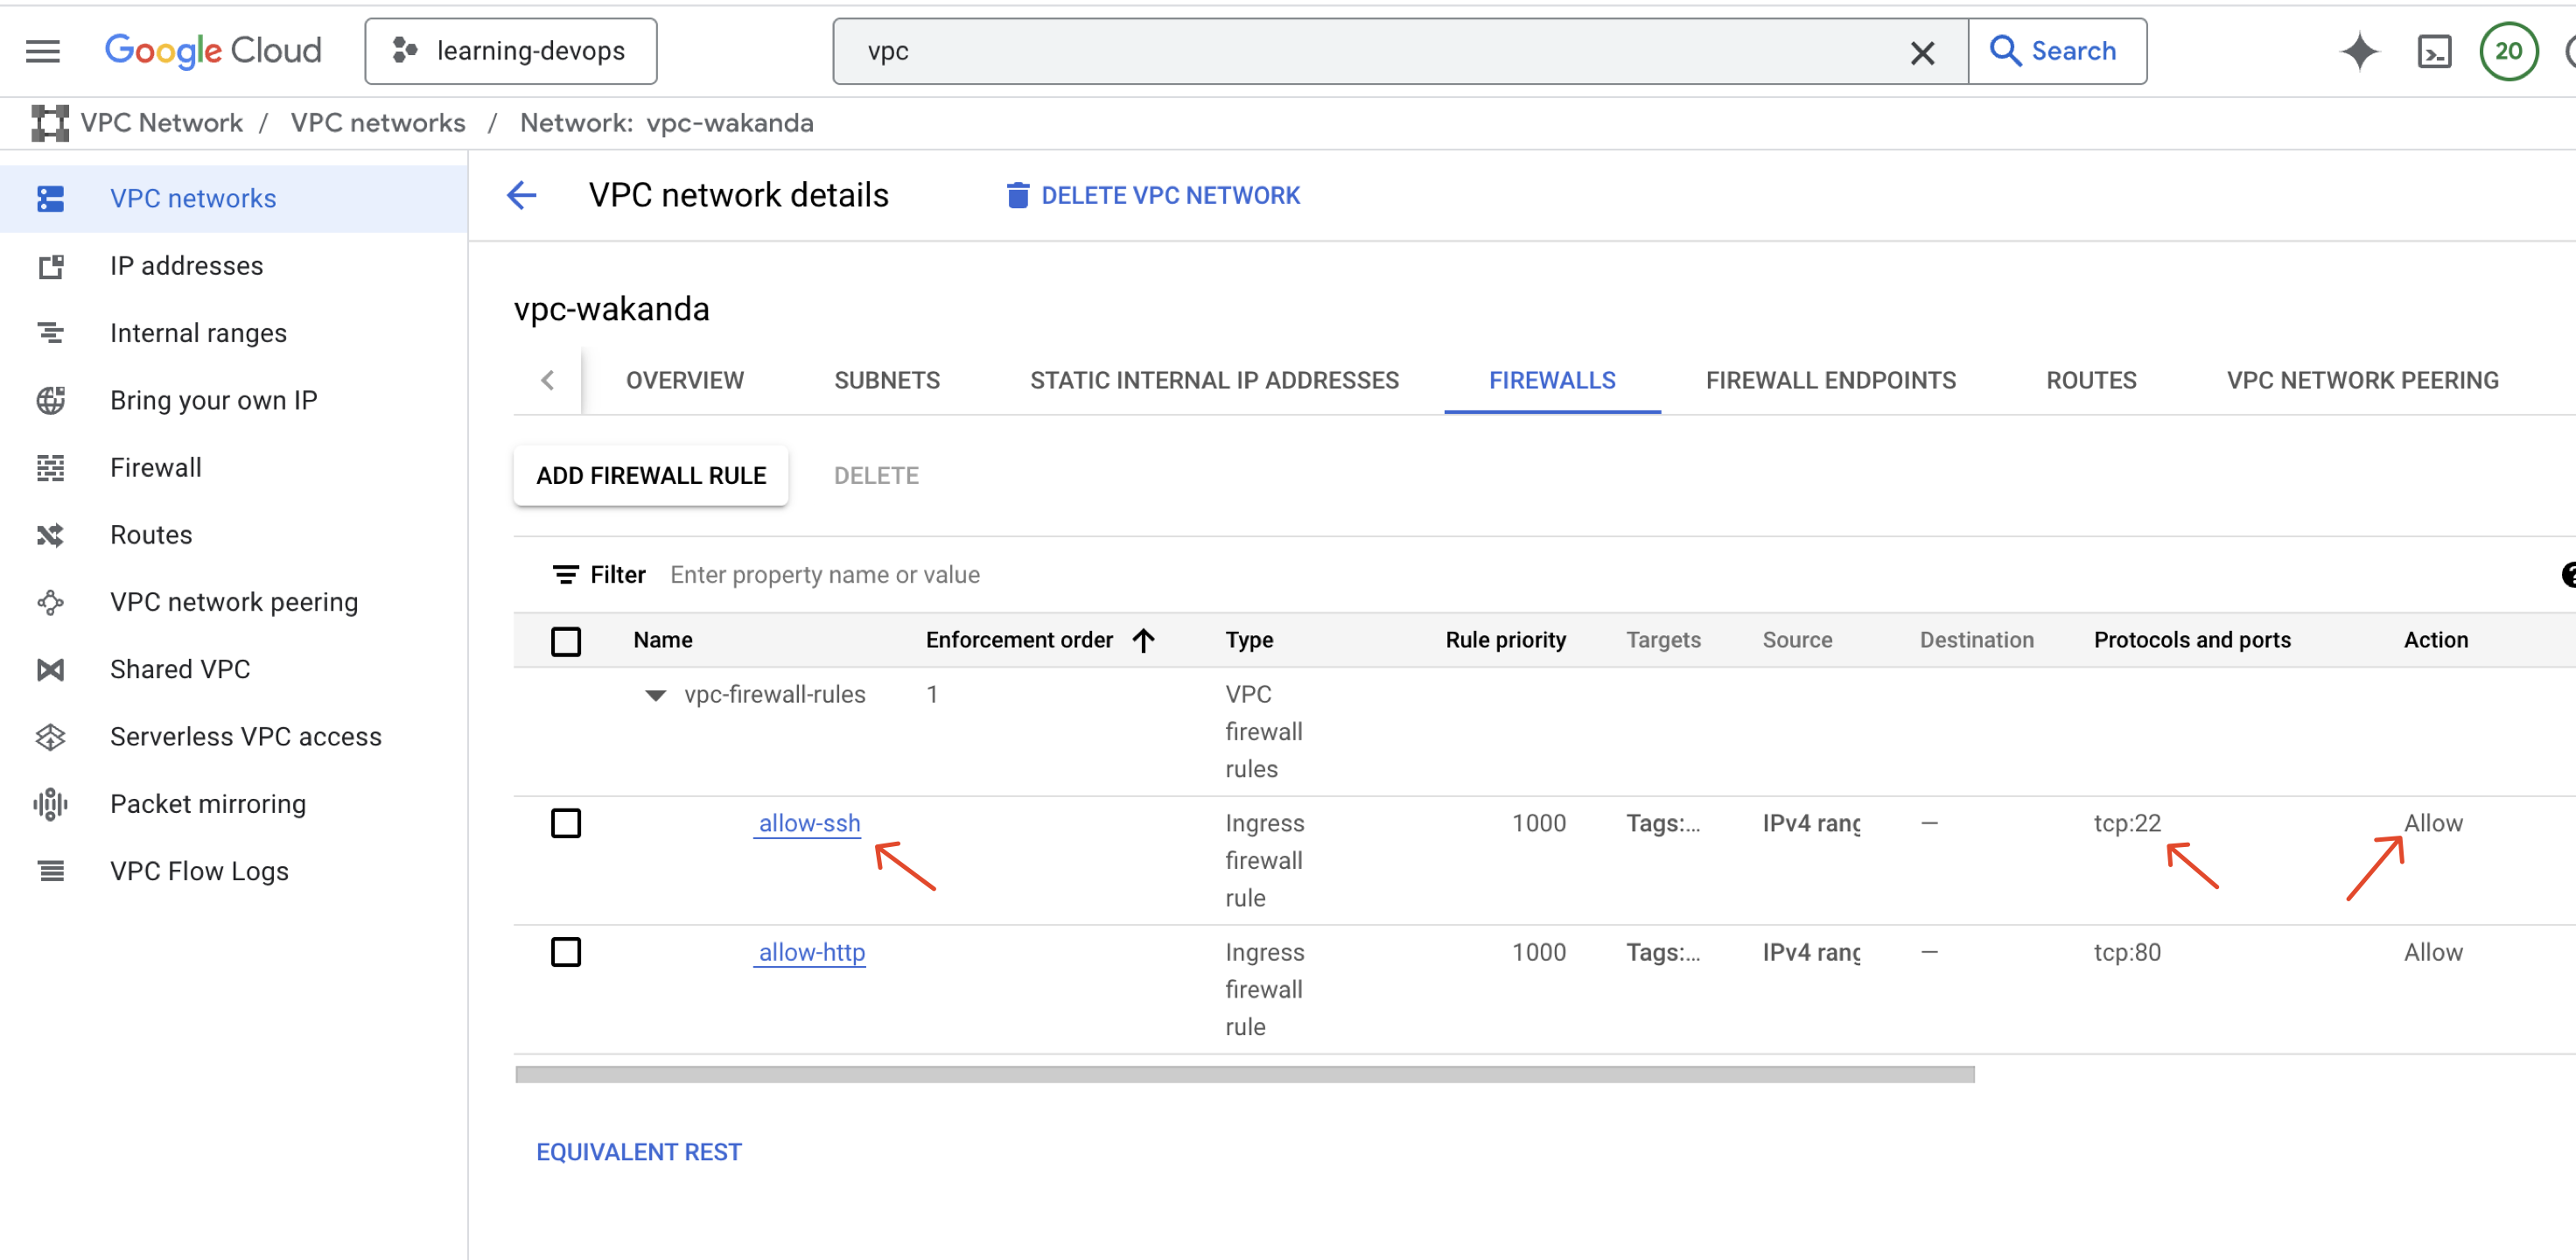 Google Cloud
learning-devops
vpc
Search
20
VPC Network / VPC networks / Network: vpc-wakanda
VPC networks
IP addresses
Internal ranges
Bring your own IP
Firewall
Routes
VPC network peering
Shared VPC
Serverless VPC access
Packet mirroring
VPC Flow Logs
VPC network details
DELETE VPC NETWORK
vpc-wakanda
OVERVIEW SUBNETS STATIC INTERNAL IP ADDRESSES FIREWALLS FIREWALL ENDPOINTS ROUTES VPC NETWORK PEERING
ADD FIREWALL RULE DELETE
Filter Enter property name or value
Name Enforcement order Type Rule priority Targets Source Destination Protocols and ports Action
vpc-firewall-rules 1 VPC
firewall
rules
allow-ssh Ingress 1000 Tags:... IPv4 rang — tcp:22 Allow
firewall
rule
allow-http Ingress 1000 Tags:... IPv4 rang — tcp:80 Allow
firewall
rule
EQUIVALENT REST